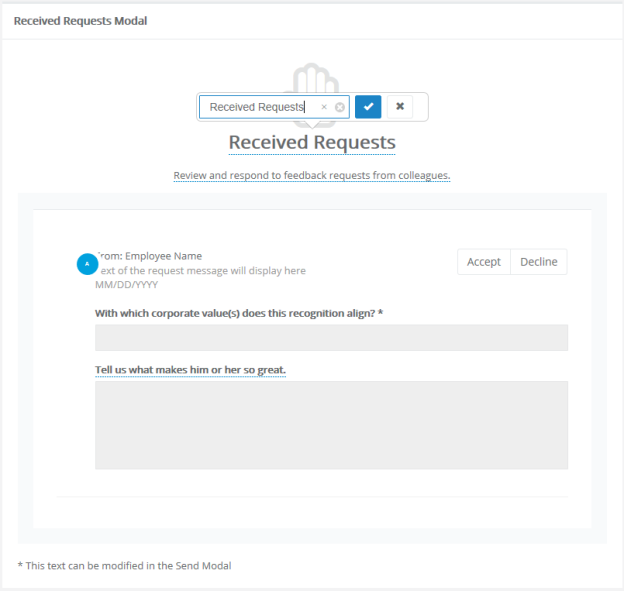 Received Requests Modal
Received Requests
Received Requests
Review and respond to feedback requests from colleagues.
A
From: Employee Name
Text of the request message will display here
MM/DD/YYYY
Accept Decline
With which corporate value(s) does this recognition align? *
Tell us what makes him or her so great.
* This text can be modified in the Send Modal